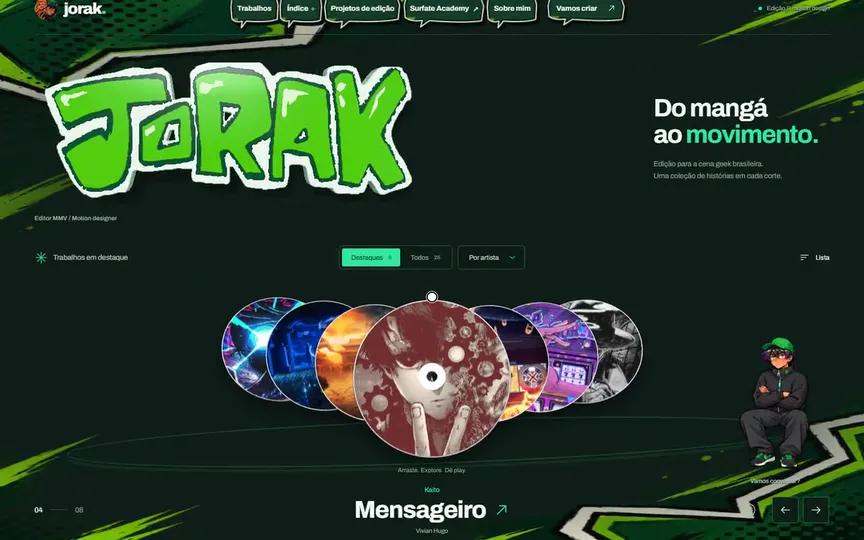 jorak.
Trabalhos
Índice +
Projetos de edição
Surfate Academy ↗
Sobre mim
Vamos criar ↗
JORAK
Do mangá
ao movimento.
Edição para a cena geek brasileira.
Uma coleção de histórias em cada corte.
Editor MMV / Motion designer
Trabalhos em destaque
Destaques
Todos
Por artista
Lista
Arraste. Explore. Dê play.
Kaito
Mensageiro ↗
Vivian Hugo
04
08